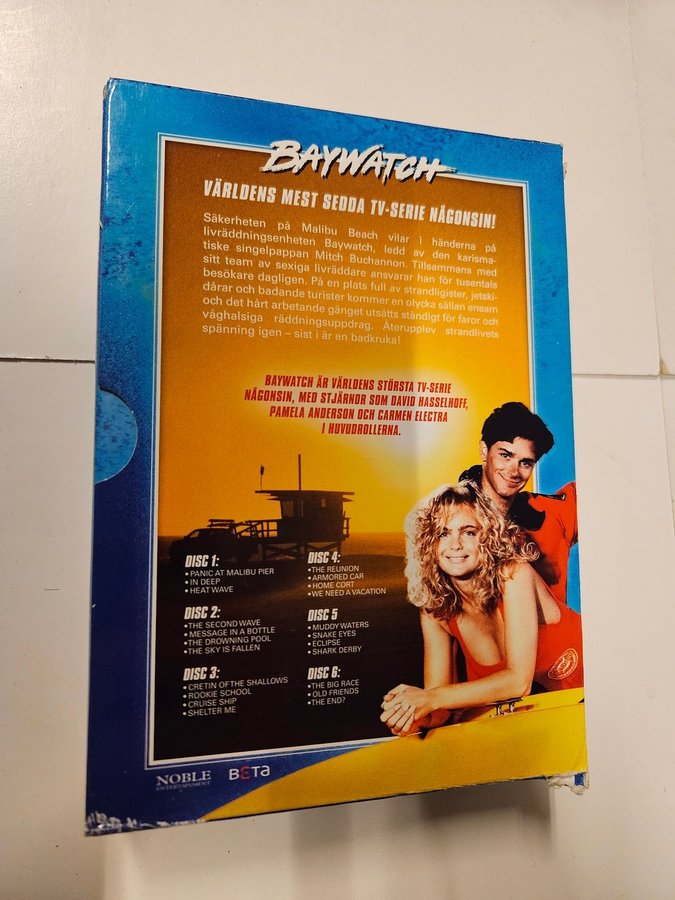 BAYWATCH
VÄRLDENS MEST SEDDA TV-SERIE NÅGONSIN!
Säkerheten på Malibu Beach vilar i händerna på
livräddningsenheten Baywatch, ledd av den karisma-
tiske singelpappan Mitch Buchannon. Tillsammans med
sitt team av sexiga livräddare ansvarar han för tusentals
besökare dagligen. På en plats full av strandligister, jetski-
dårar och badande turister kommer en olycka sällan ensam
och det hårt arbetande gänget utsätts ständigt för faror och
våghalsiga räddningsuppdrag. Återupplev strandlivets
spänning igen – sist i är en badkruka!
BAYWATCH ÄR VÄRLDENS STÖRSTA TV-SERIE
NÅGONSIN, MED STJÄRNOR SOM DAVID HASSELHOFF,
PAMELA ANDERSON OCH CARMEN ELECTRA
I HUVUDROLLERNA.
DISC 1:
• PANIC AT MALIBU PIER
• IN DEEP
• HEAT WAVE
DISC 2:
• THE SECOND WAVE
• MESSAGE IN A BOTTLE
• THE DROWNING POOL
• THE SKY IS FALLEN
DISC 3:
• CRETIN OF THE SHALLOWS
• ROOKIE SCHOOL
• CRUISE SHIP
• SHELTER ME
DISC 4:
• THE REUNION
• ARMORED CAR
• HOME CORT
• WE NEED A VACATION
DISC 5
• MUDDY WATERS
• SNAKE EYES
• ECLIPSE
• SHARK DERBY
DISC 6:
• THE BIG RACE
• OLD FRIENDS
• THE END?
NOBLE
ENTERTAINMENT
BETA